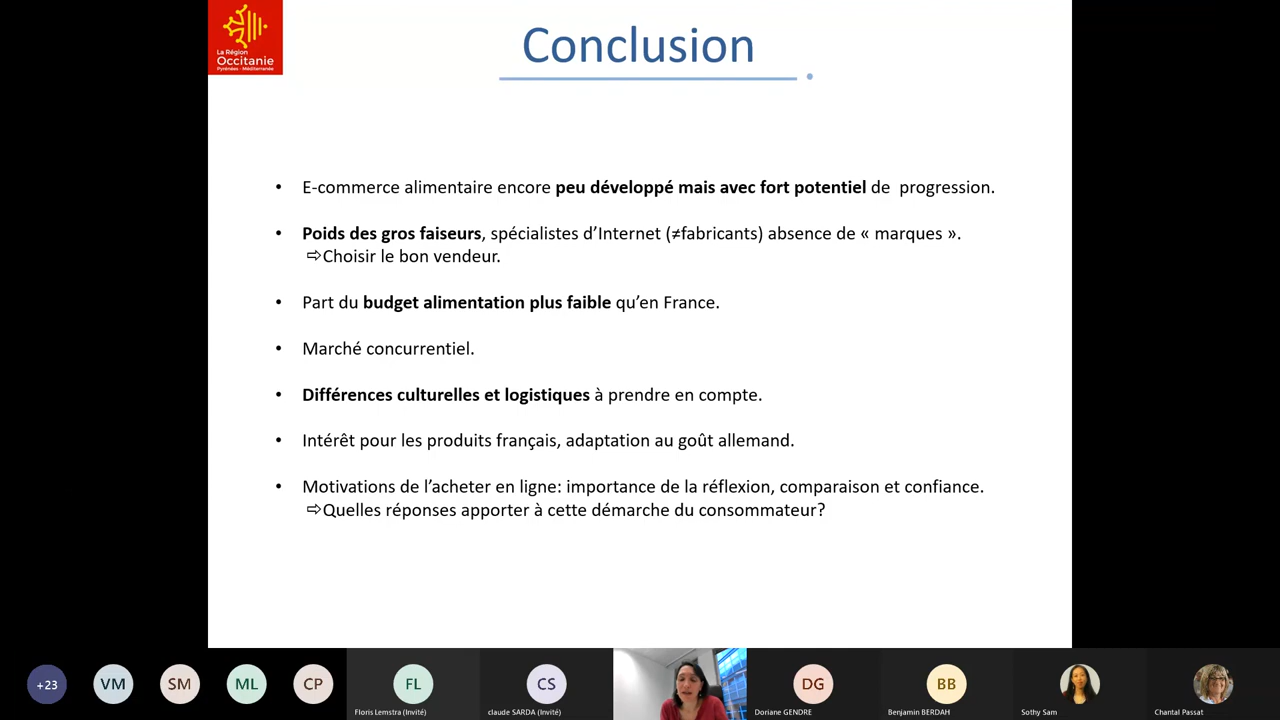 La Région
Occitanie
Pyrénées - Méditerranée
Conclusion
• E-commerce alimentaire encore peu développé mais avec fort potentiel de  progression.
• Poids des gros faiseurs, spécialistes d’Internet (≠fabricants) absence de « marques ».
⇨Choisir le bon vendeur.
• Part du budget alimentation plus faible qu’en France.
• Marché concurrentiel.
• Différences culturelles et logistiques à prendre en compte.
• Intérêt pour les produits français, adaptation au goût allemand.
• Motivations de l’acheter en ligne: importance de la réflexion, comparaison et confiance.
⇨Quelles réponses apporter à cette démarche du consommateur?
+23
VM
SM
ML
CP
FL
Floris Lemstra (Invité)
CS
claude SARDA (Invité)
DG
Doriane GENDRE
BB
Benjamin BERDAH
Sothy Sam
Chantal Passat